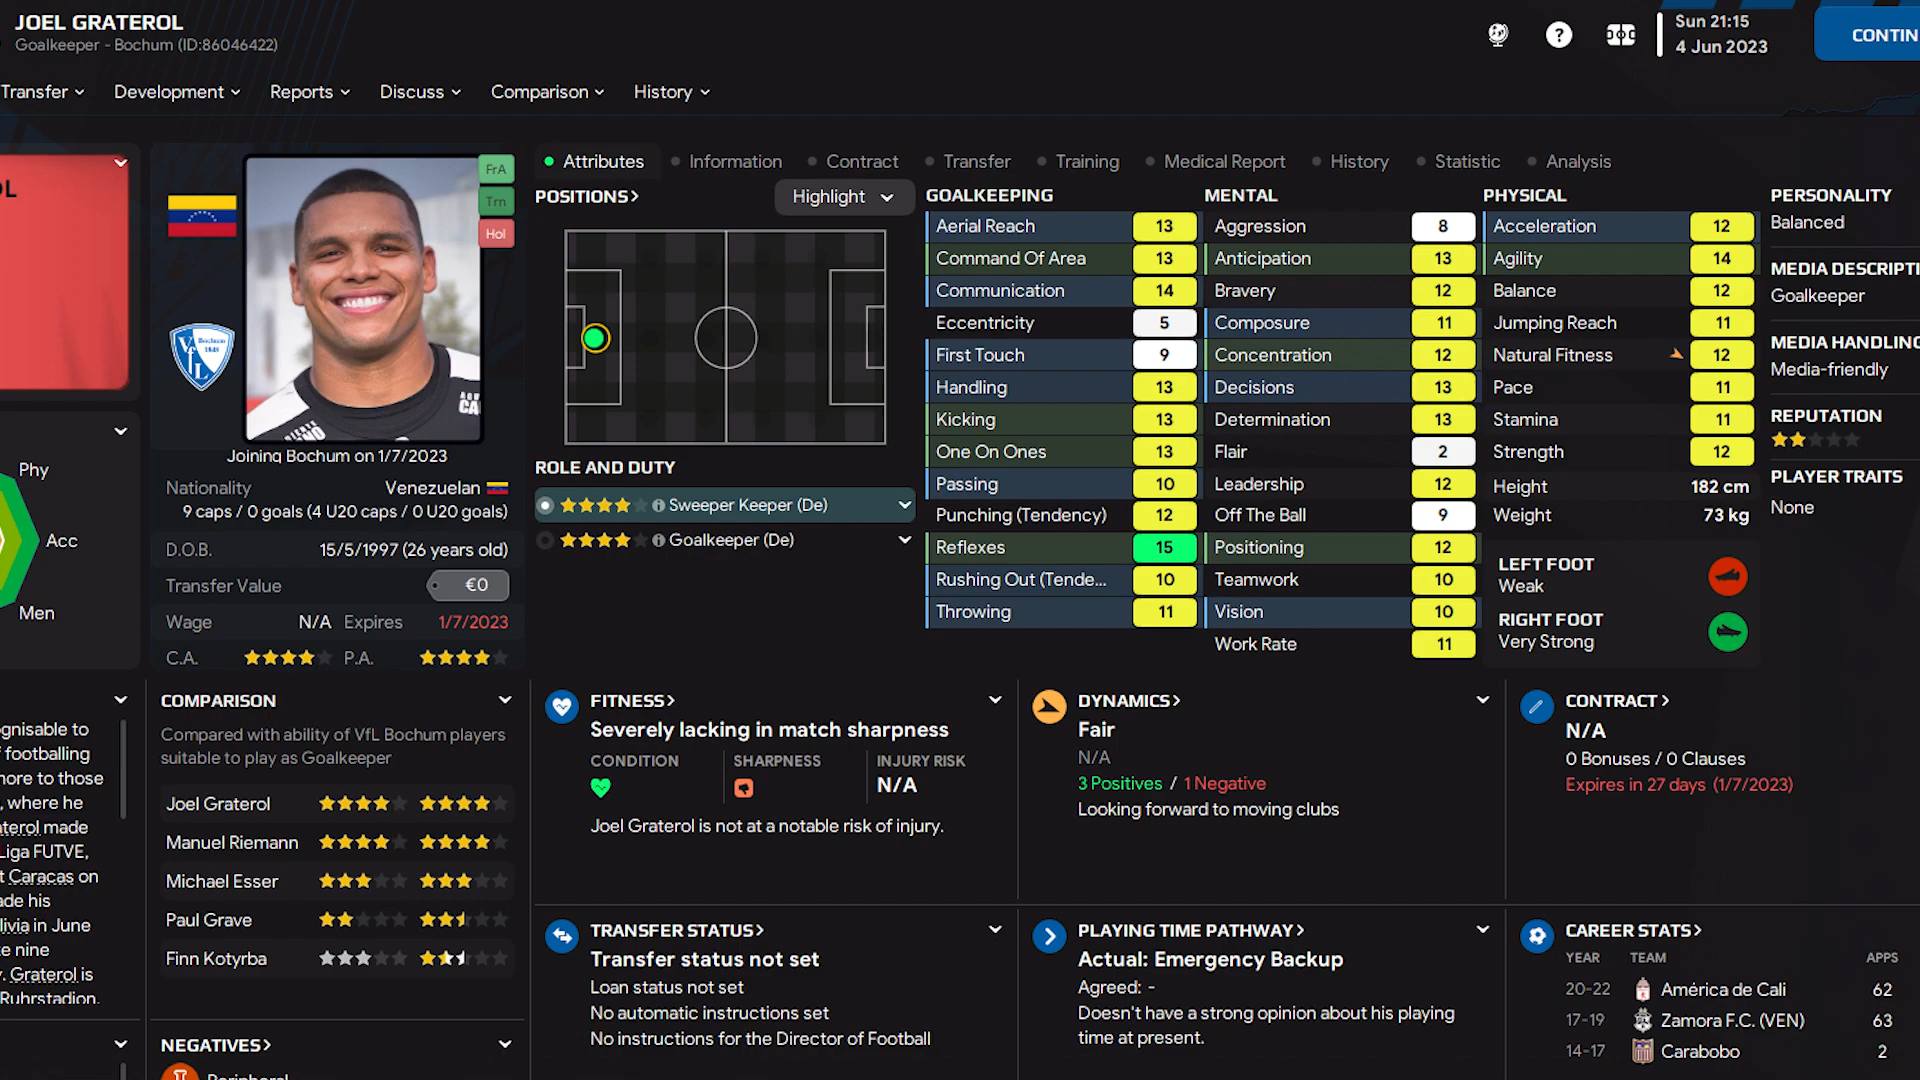 JOEL GRATEROL
Goalkeeper - Bochum (ID:86046422)
Sun 21:15
4 Jun 2023
CONTIN
Transfer
Development
Reports
Discuss
Comparison
History
OL
FrA
Trn
Hol
Bochum
1848
VfL
Joining Bochum on 1/7/2023
Nationality Venezuelan
9 caps / 0 goals (4 U20 caps / 0 U20 goals)
D.O.B. 15/5/1997 (26 years old)
Transfer Value €0
Wage N/A Expires 1/7/2023
C.A. P.A.
Phy
Acc
Men
Attributes
Information
Contract
Transfer
Training
Medical Report
History
Statistic
Analysis
POSITIONS>
Highlight
ROLE AND DUTY
Sweeper Keeper (De)
Goalkeeper (De)
GOALKEEPING
Aerial Reach 13
Command Of Area 13
Communication 14
Eccentricity 5
First Touch 9
Handling 13
Kicking 13
One On Ones 13
Passing 10
Punching (Tendency) 12
Reflexes 15
Rushing Out (Tende... 10
Throwing 11
MENTAL
Aggression 8
Anticipation 13
Bravery 12
Composure 11
Concentration 12
Decisions 13
Determination 13
Flair 2
Leadership 12
Off The Ball 9
Positioning 12
Teamwork 10
Vision 10
Work Rate 11
PHYSICAL
Acceleration 12
Agility 14
Balance 12
Jumping Reach 11
Natural Fitness 12
Pace 11
Stamina 11
Strength 12
Height 182 cm
Weight 73 kg
LEFT FOOT
Weak
RIGHT FOOT
Very Strong
PERSONALITY
Balanced
MEDIA DESCRIPTI
Goalkeeper
MEDIA HANDLING
Media-friendly
REPUTATION
PLAYER TRAITS
None
gnisable to
f footballing
nore to those
, where he
aterol made
Liga FUTVE,
t Caracas on
ade his
livia in June
te nine
y. Graterol is
Ruhrstadion.
COMPARISON
Compared with ability of VfL Bochum players
suitable to play as Goalkeeper
Joel Graterol
Manuel Riemann
Michael Esser
Paul Grave
Finn Kotyrba
NEGATIVES>
Peripheral
FITNESS>
Severely lacking in match sharpness
CONDITION
SHARPNESS
INJURY RISK
N/A
Joel Graterol is not at a notable risk of injury.
DYNAMICS>
Fair
N/A
3 Positives / 1 Negative
Looking forward to moving clubs
CONTRACT>
N/A
0 Bonuses / 0 Clauses
Expires in 27 days (1/7/2023)
TRANSFER STATUS>
Transfer status not set
Loan status not set
No automatic instructions set
No instructions for the Director of Football
PLAYING TIME PATHWAY>
Actual: Emergency Backup
Agreed: -
Doesn't have a strong opinion about his playing
time at present.
CAREER STATS>
YEAR TEAM APPS
20-22 América de Cali 62
17-19 Zamora F.C. (VEN) 63
14-17 Carabobo 2